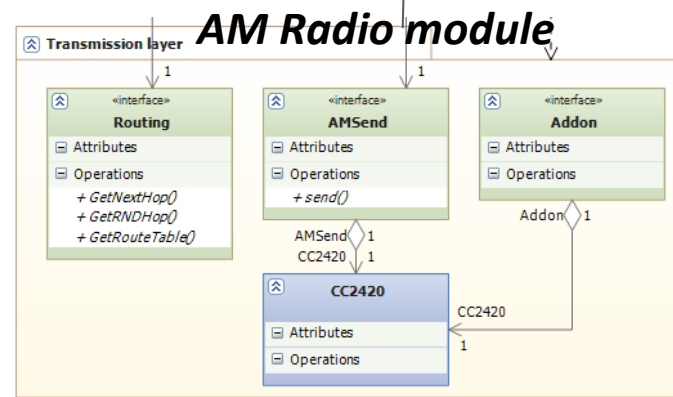 AM Radio module
Transmission layer
1
1
«interface»
Routing
Attributes
Operations
+ GetNextHop()
+ GetRNDHop()
+ GetRouteTable()
«interface»
AMSend
Attributes
Operations
+ send()
«interface»
Addon
Attributes
Operations
AMSend 1
CC2420 1
Addon 1
CC2420
Attributes
Operations
CC2420
1